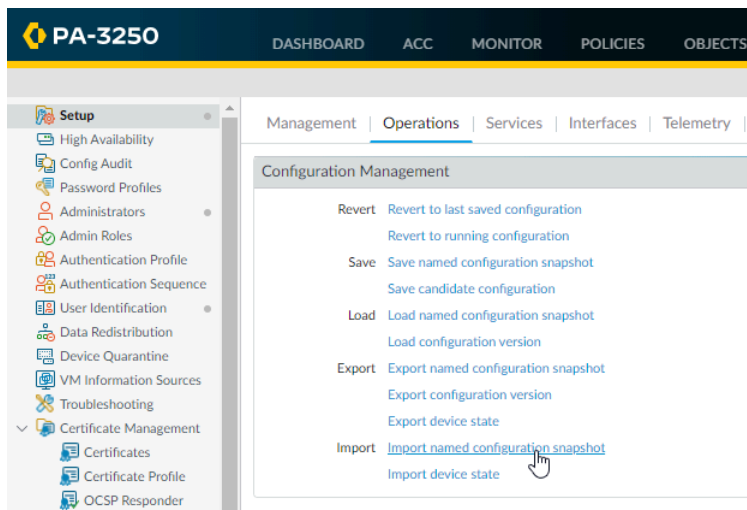 PA-3250
DASHBOARD ACC MONITOR POLICIES OBJECTS
Setup
High Availability
Config Audit
Password Profiles
Administrators
Admin Roles
Authentication Profile
Authentication Sequence
User Identification
Data Redistribution
Device Quarantine
VM Information Sources
Troubleshooting
Certificate Management
Certificates
Certificate Profile
OCSP Responder
Management | Operations | Services | Interfaces | Telemetry |
Configuration Management
Revert Revert to last saved configuration
Revert to running configuration
Save Save named configuration snapshot
Save candidate configuration
Load Load named configuration snapshot
Load configuration version
Export Export named configuration snapshot
Export configuration version
Export device state
Import Import named configuration snapshot
Import device state